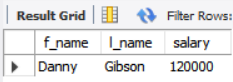 Result Grid Filter Rows:
f_name l_name salary
Danny Gibson 120000